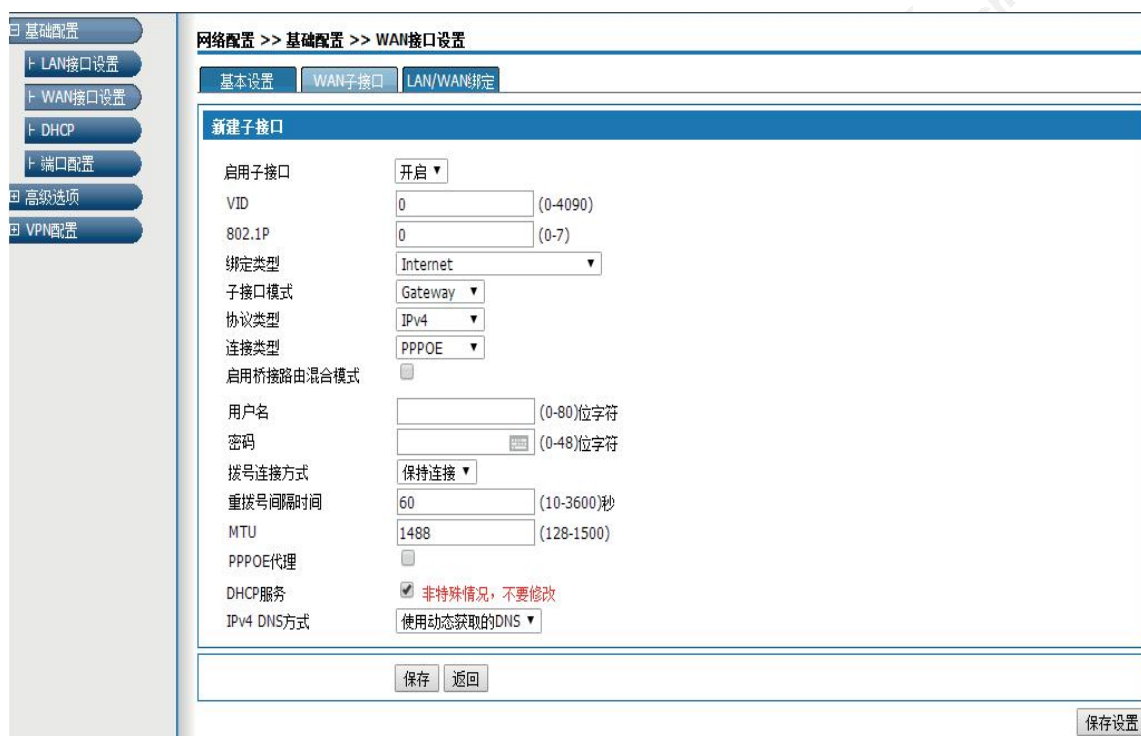 基础配置
LAN接口设置
WAN接口设置
DHCP
端口配置
高级选项
VPN配置
网络配置 >> 基础配置 >> WAN接口设置
基本设置 WAN子接口 LAN/WAN绑定
新建子接口
启用子接口 开启
VID 0 (0-4090)
802.1P 0 (0-7)
绑定类型 Internet
子接口模式 Gateway
协议类型 IPv4
连接类型 PPPOE
启用桥接路由混合模式
用户名 (0-80)位字符
密码 (0-48)位字符
拨号连接方式 保持连接
重拨号间隔时间 60 (10-3600)秒
MTU 1488 (128-1500)
PPPOE代理
DHCP服务 非特殊情况，不要修改
IPv4 DNS方式 使用动态获取的DNS
保存 返回
保存设置